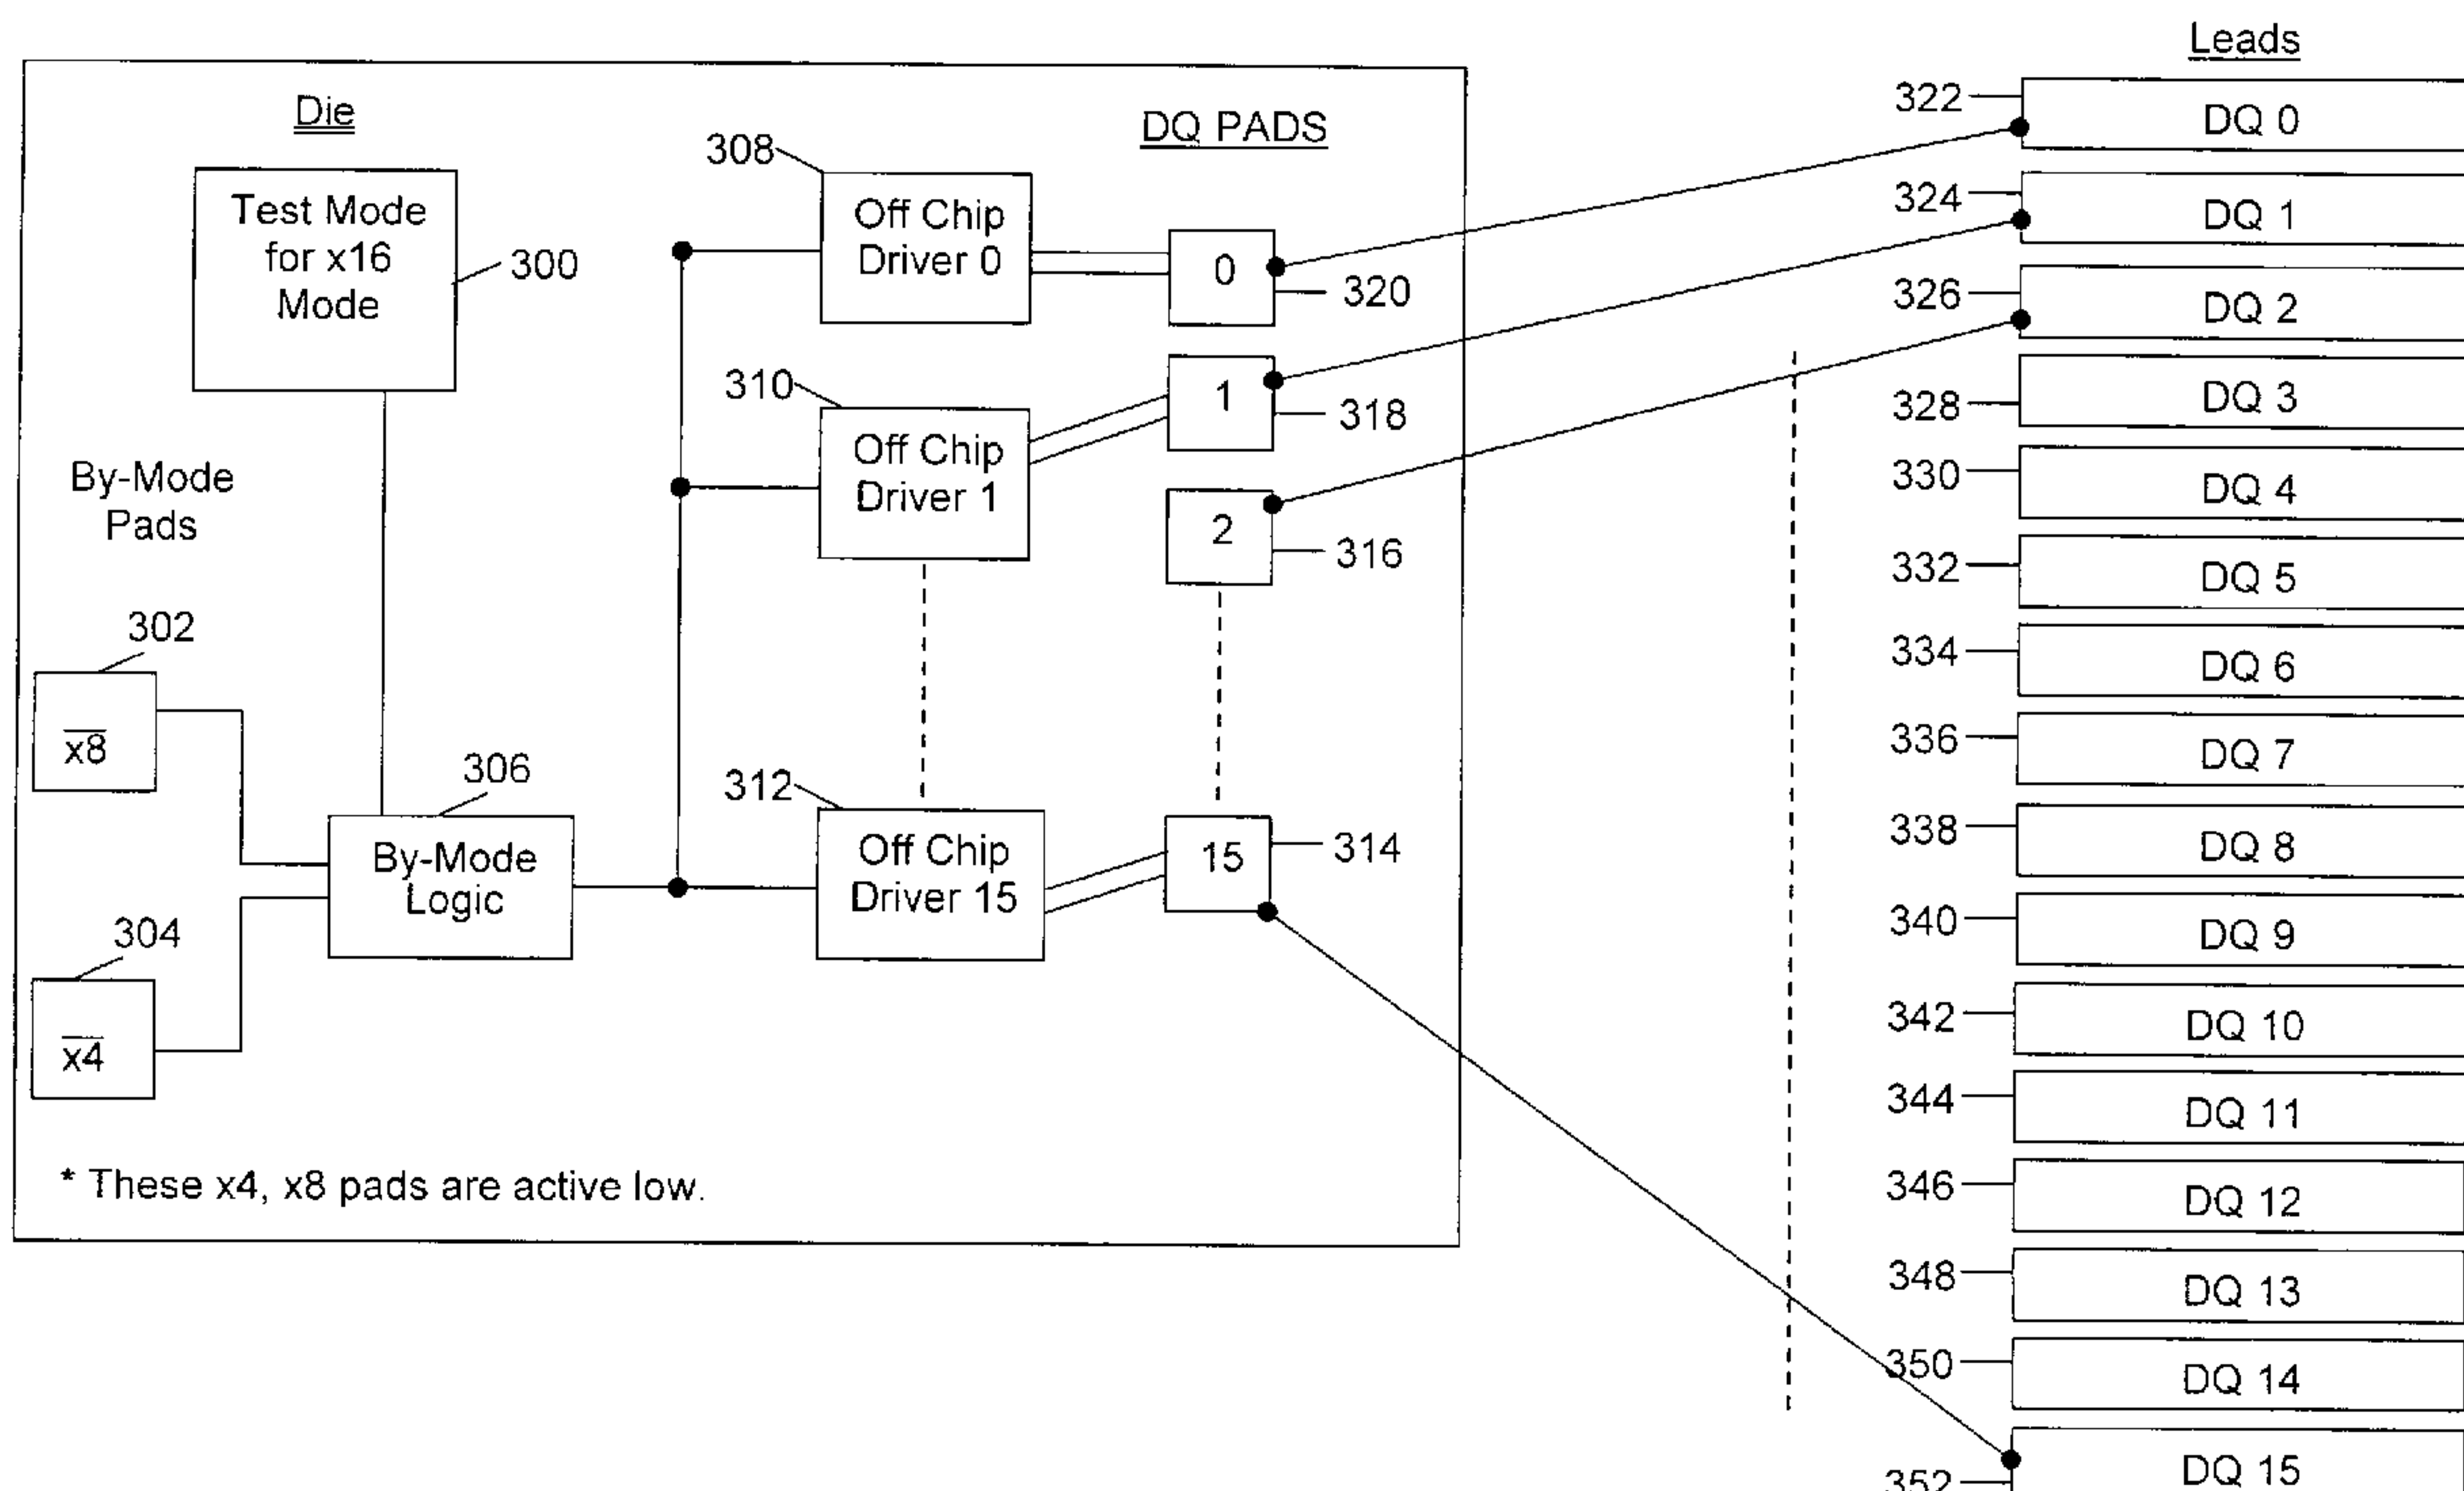 Leads
Die
DQ PADS
Test Mode
for x16
Mode
300
By-Mode
Pads
302
x8
304
x4
306
By-Mode
Logic
308
Off Chip
Driver 0
310
Off Chip
Driver 1
312
Off Chip
Driver 15
0
320
1
318
2
316
15
314
* These x4, x8 pads are active low.
322
DQ 0
324
DQ 1
326
DQ 2
328
DQ 3
330
DQ 4
332
DQ 5
334
DQ 6
336
DQ 7
338
DQ 8
340
DQ 9
342
DQ 10
344
DQ 11
346
DQ 12
348
DQ 13
350
DQ 14
352
DQ 15